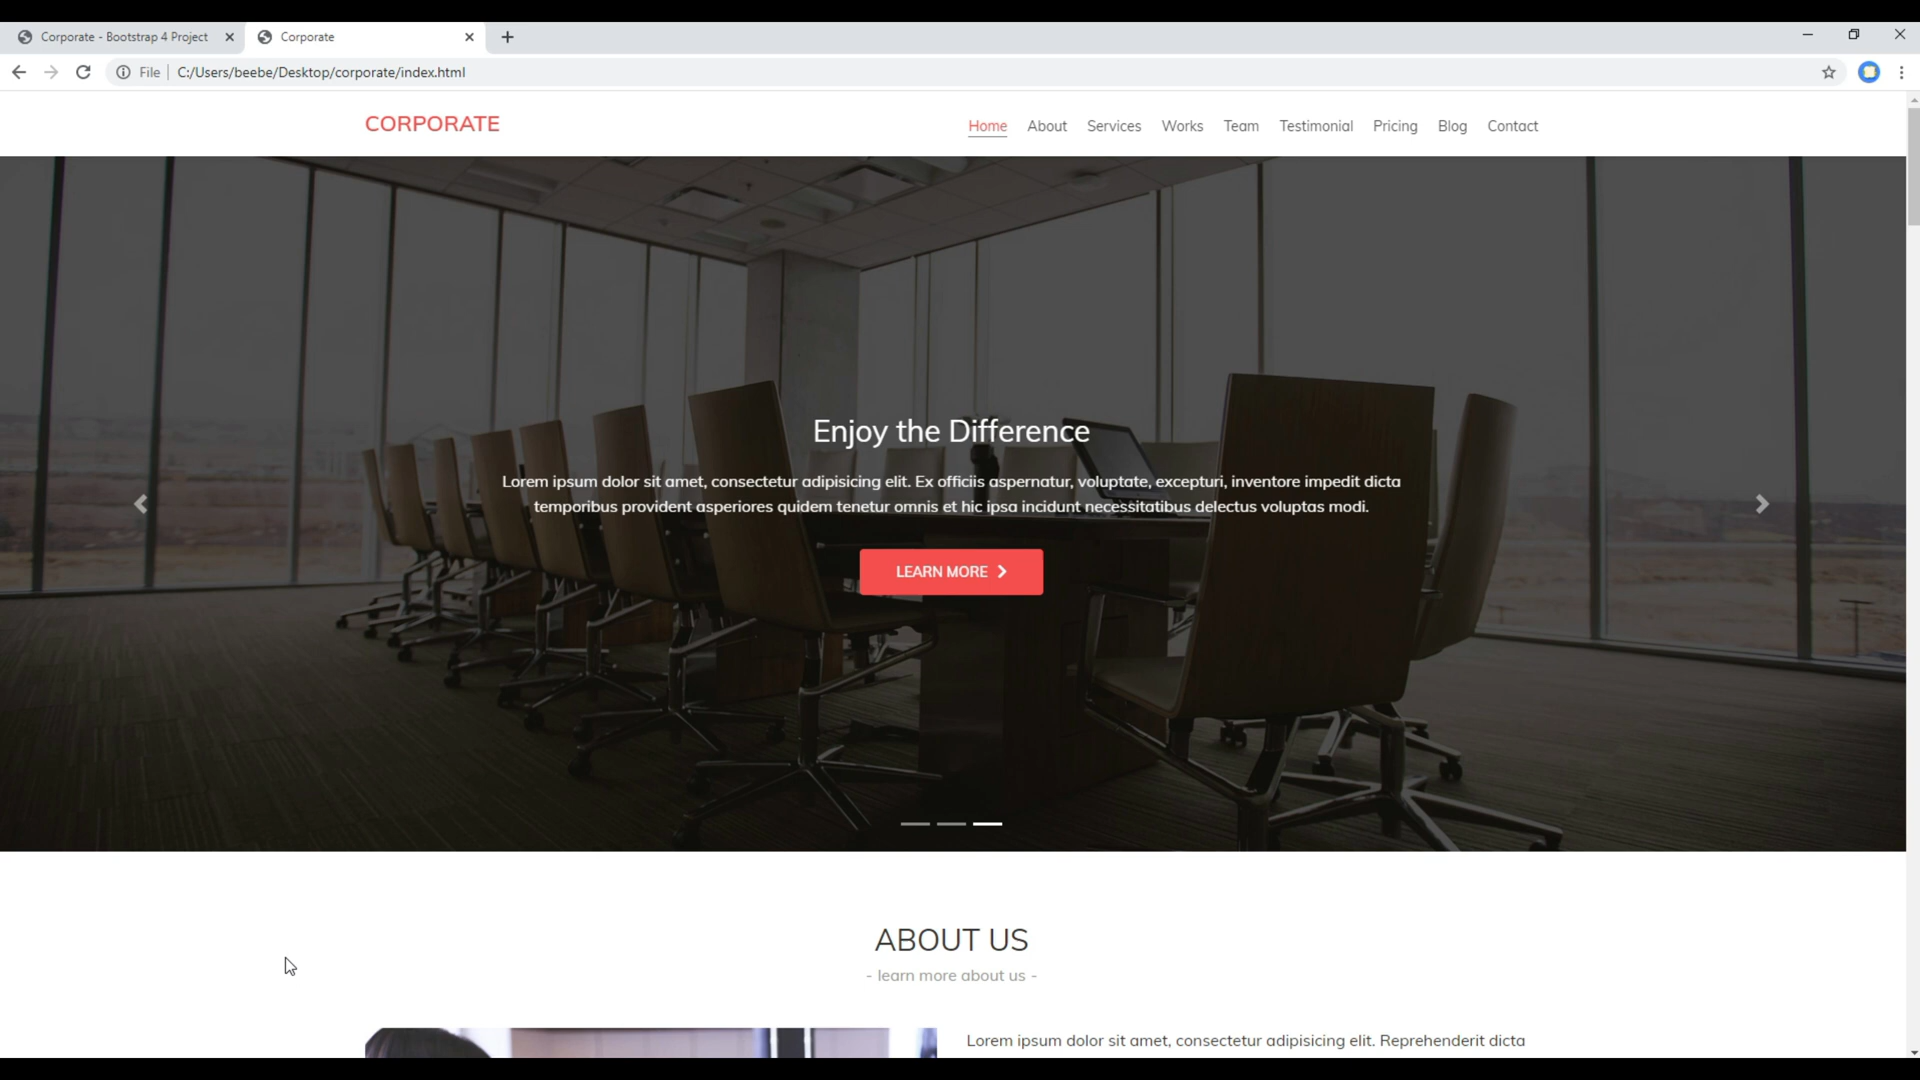 Corporate - Bootstrap 4 Project
Corporate
File
C:/Users/beebe/Desktop/corporate/index.html
CORPORATE
Home About Services Works Team Testimonial Pricing Blog Contact
Enjoy the Difference
Lorem ipsum dolor sit amet, consectetur adipisicing elit. Ex officiis aspernatur, voluptate, excepturi, inventore impedit dicta
temporibus provident asperiores quidem tenetur omnis et hic ipsa incidunt necessitatibus delectus voluptas modi.
LEARN MORE
ABOUT US
- learn more about us -
Lorem ipsum dolor sit amet, consectetur adipisicing elit. Reprehenderit dicta